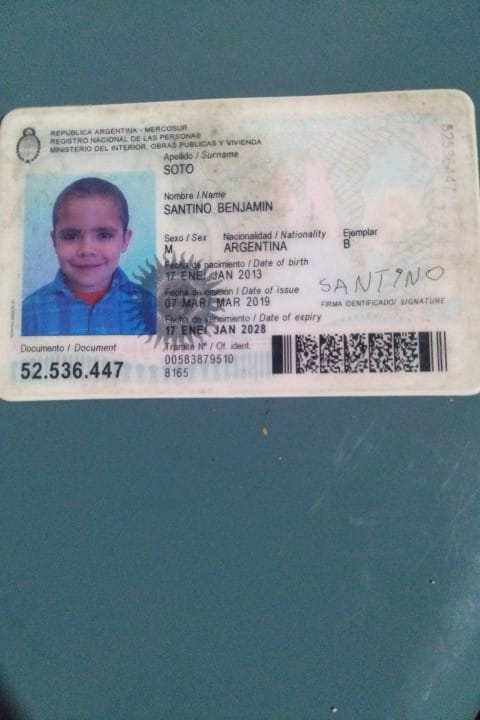 REPUBLICA ARGENTINA - MERCOSUR
REGISTRO NACIONAL DE LAS PERSONAS
MINISTERIO DEL INTERIOR, OBRAS PUBLICAS Y VIVIENDA
Apellido / Surname
SOTO
Nombre / Name
SANTINO BENJAMIN
Sexo / Sex Nacionalidad / Nationality Ejemplar
M ARGENTINA B
Fecha de nacimiento / Date of birth
17 ENE/ JAN 2013
Fecha de emisión / Date of issue
07 MAR/ MAR 2019
SANTINO
FIRMA IDENTIFICADO/ SIGNATURE
Fecha de vencimiento / Date of expiry
17 ENE/ JAN 2028
Documento / Document
52.536.447
Trámite N° / Of. ident.
00583879510
8165